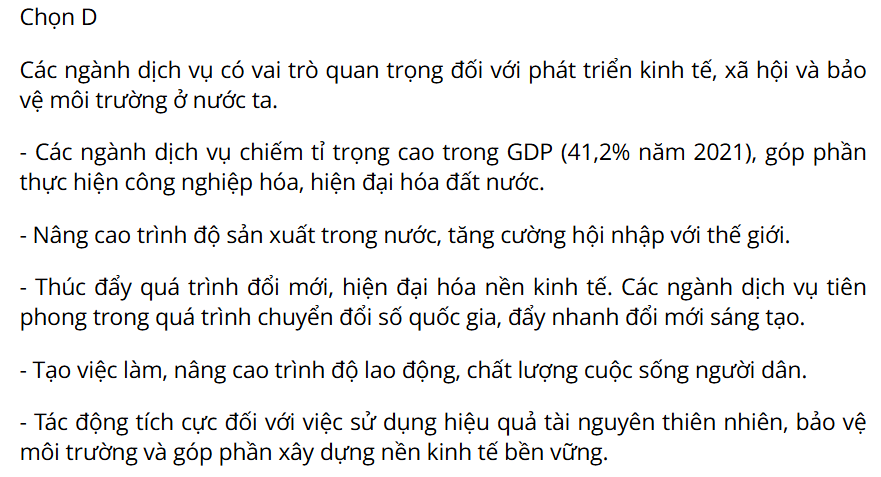 Chọn D
Các ngành dịch vụ có vai trò quan trọng đối với phát triển kinh tế, xã hội và bảo
vệ môi trường ở nước ta.
- Các ngành dịch vụ chiếm tỉ trọng cao trong GDP (41,2% năm 2021), góp phần
thực hiện công nghiệp hóa, hiện đại hóa đất nước.
- Nâng cao trình độ sản xuất trong nước, tăng cường hội nhập với thế giới.
- Thúc đẩy quá trình đổi mới, hiện đại hóa nền kinh tế. Các ngành dịch vụ tiên
phong trong quá trình chuyển đổi số quốc gia, đẩy nhanh đổi mới sáng tạo.
- Tạo việc làm, nâng cao trình độ lao động, chất lượng cuộc sống người dân.
- Tác động tích cực đối với việc sử dụng hiệu quả tài nguyên thiên nhiên, bảo vệ
môi trường và góp phần xây dựng nền kinh tế bền vững.